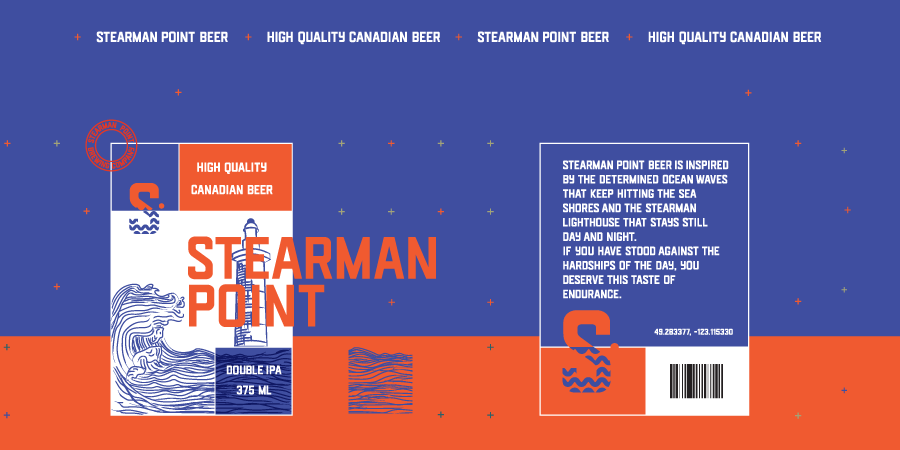 STEARMAN POINT BEER + HIGH QUALITY CANADIAN BEER + STEARMAN POINT BEER + HIGH QUALITY CANADIAN BEER
STEARMAN POINT
HIGH QUALITY
CANADIAN BEER
S.
STEARMAN
POINT
DOUBLE IPA
375 ML
STEARMAN POINT BEER IS INSPIRED
BY THE DETERMINED OCEAN WAVES
THAT KEEP HITTING THE SEA
SHORES AND THE STEARMAN
LIGHTHOUSE THAT STAYS STILL
DAY AND NIGHT.
IF YOU HAVE STOOD AGAINST THE
HARDSHIPS OF THE DAY, YOU
DESERVE THIS TASTE OF
ENDURANCE.
49.283377, -123.115330
S.